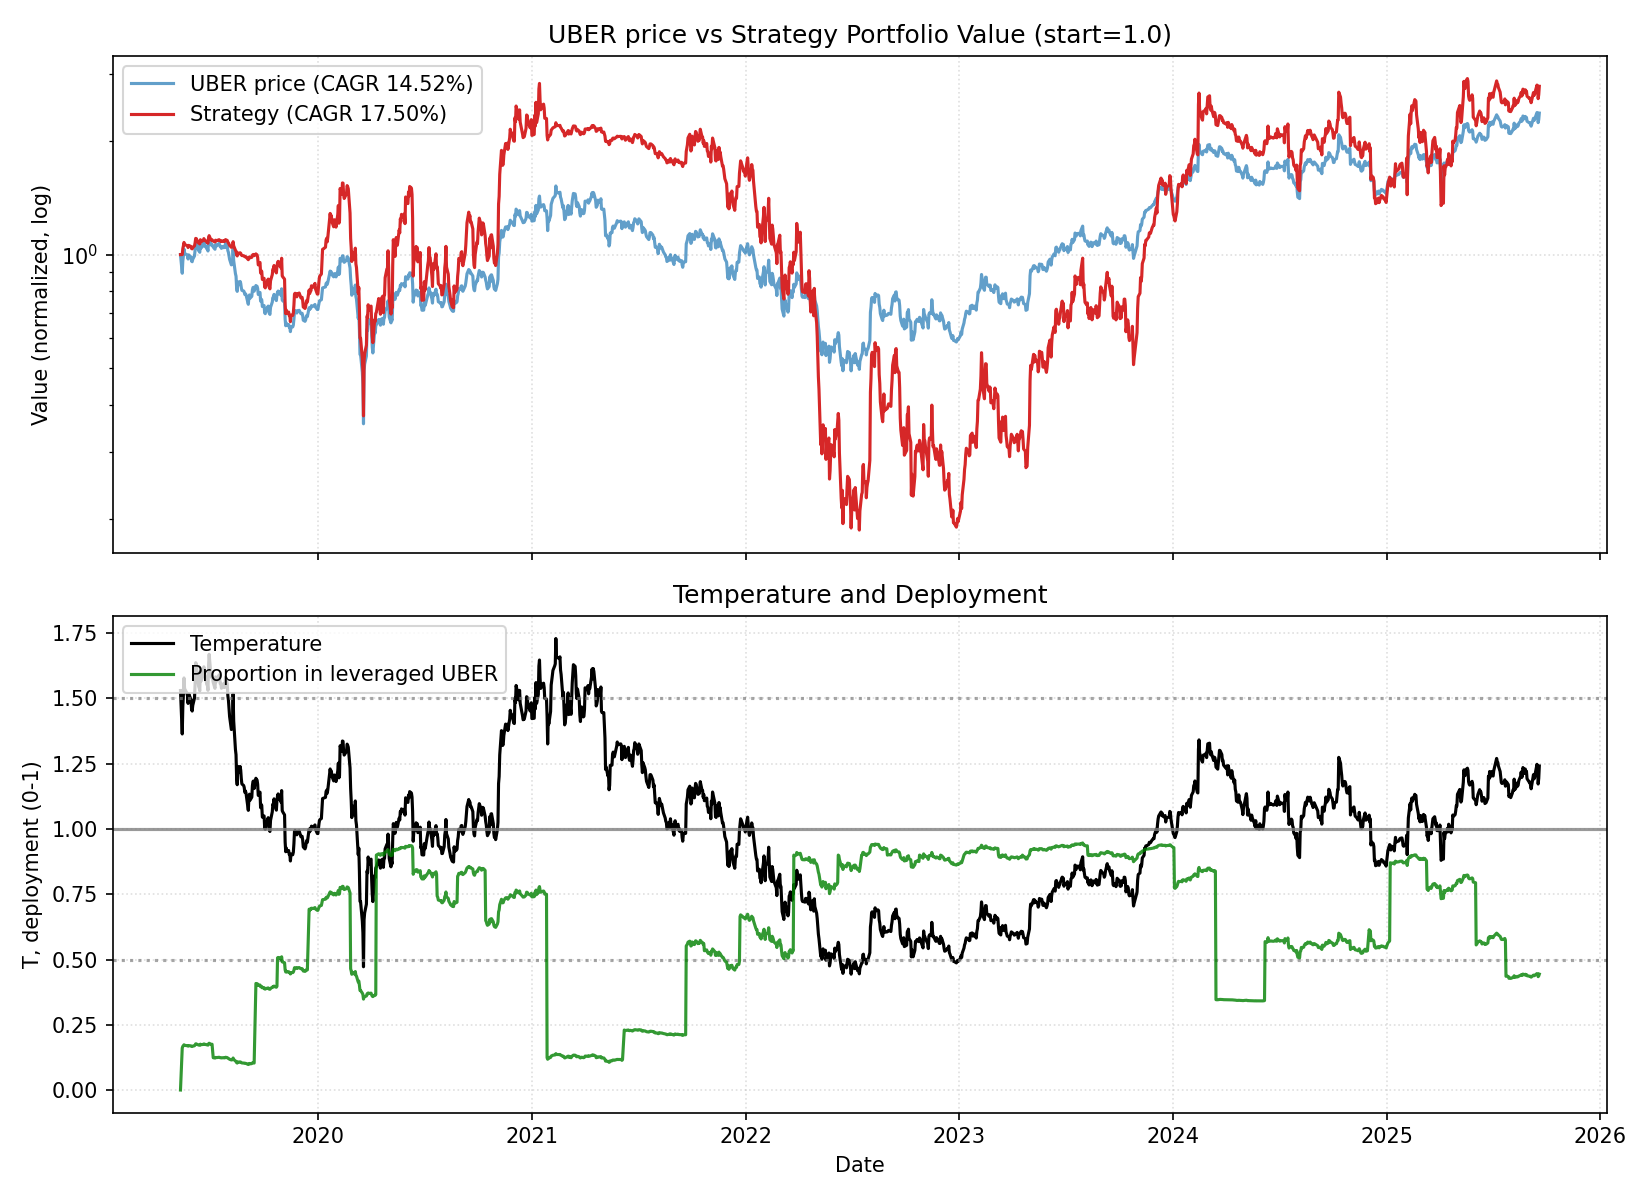 UBER price vs Strategy Portfolio Value (start=1.0)
UBER price (CAGR 14.52%)
Strategy (CAGR 17.50%)
Value (normalized, log)
10⁰
Temperature and Deployment
Temperature
Proportion in leveraged UBER
T, deployment (0-1)
1.75
1.50
1.25
1.00
0.75
0.50
0.25
0.00
2020 2021 2022 2023 2024 2025 2026
Date